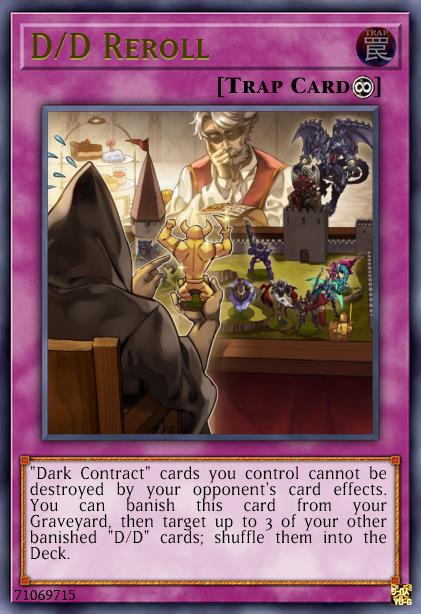 D/D REROLL
TRAP
罠
[TRAP CARD]
"Dark Contract" cards you control cannot be
destroyed by your opponent's card effects.
You can banish this card from your
Graveyard, then target up to 3 of your other
banished "D/D" cards; shuffle them into the
Deck.
71069715